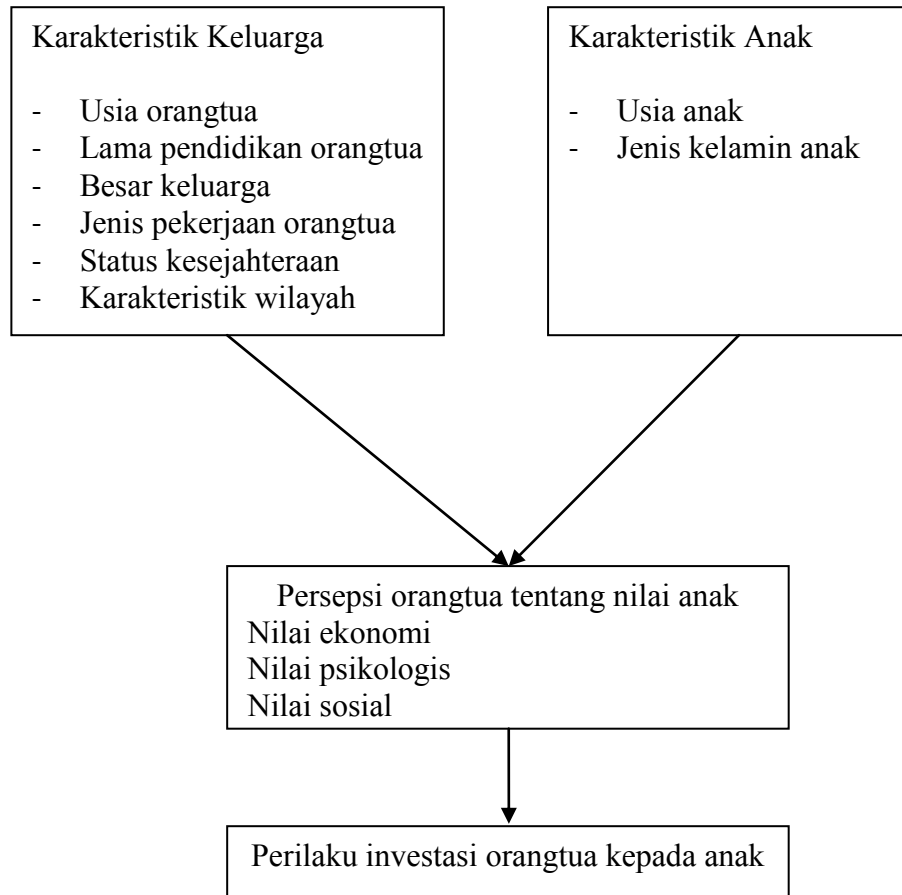 Karakteristik Keluarga
- Usia orangtua
- Lama pendidikan orangtua
- Besar keluarga
- Jenis pekerjaan orangtua
- Status kesejahteraan
- Karakteristik wilayah
Karakteristik Anak
- Usia anak
- Jenis kelamin anak
Persepsi orangtua tentang nilai anak
Nilai ekonomi
Nilai psikologis
Nilai sosial
Perilaku investasi orangtua kepada anak